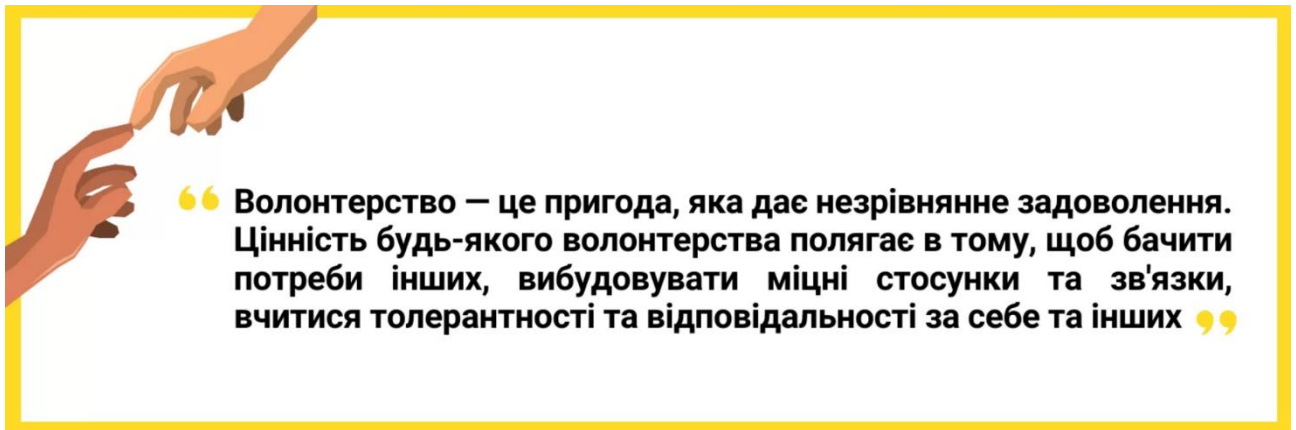 “ Волонтерство — це пригода, яка дає незрівнянне задоволення.
Цінність будь-якого волонтерства полягає в тому, щоб бачити
потреби інших, вибудовувати міцні стосунки та зв'язки,
вчитися толерантності та відповідальності за себе та інших ”